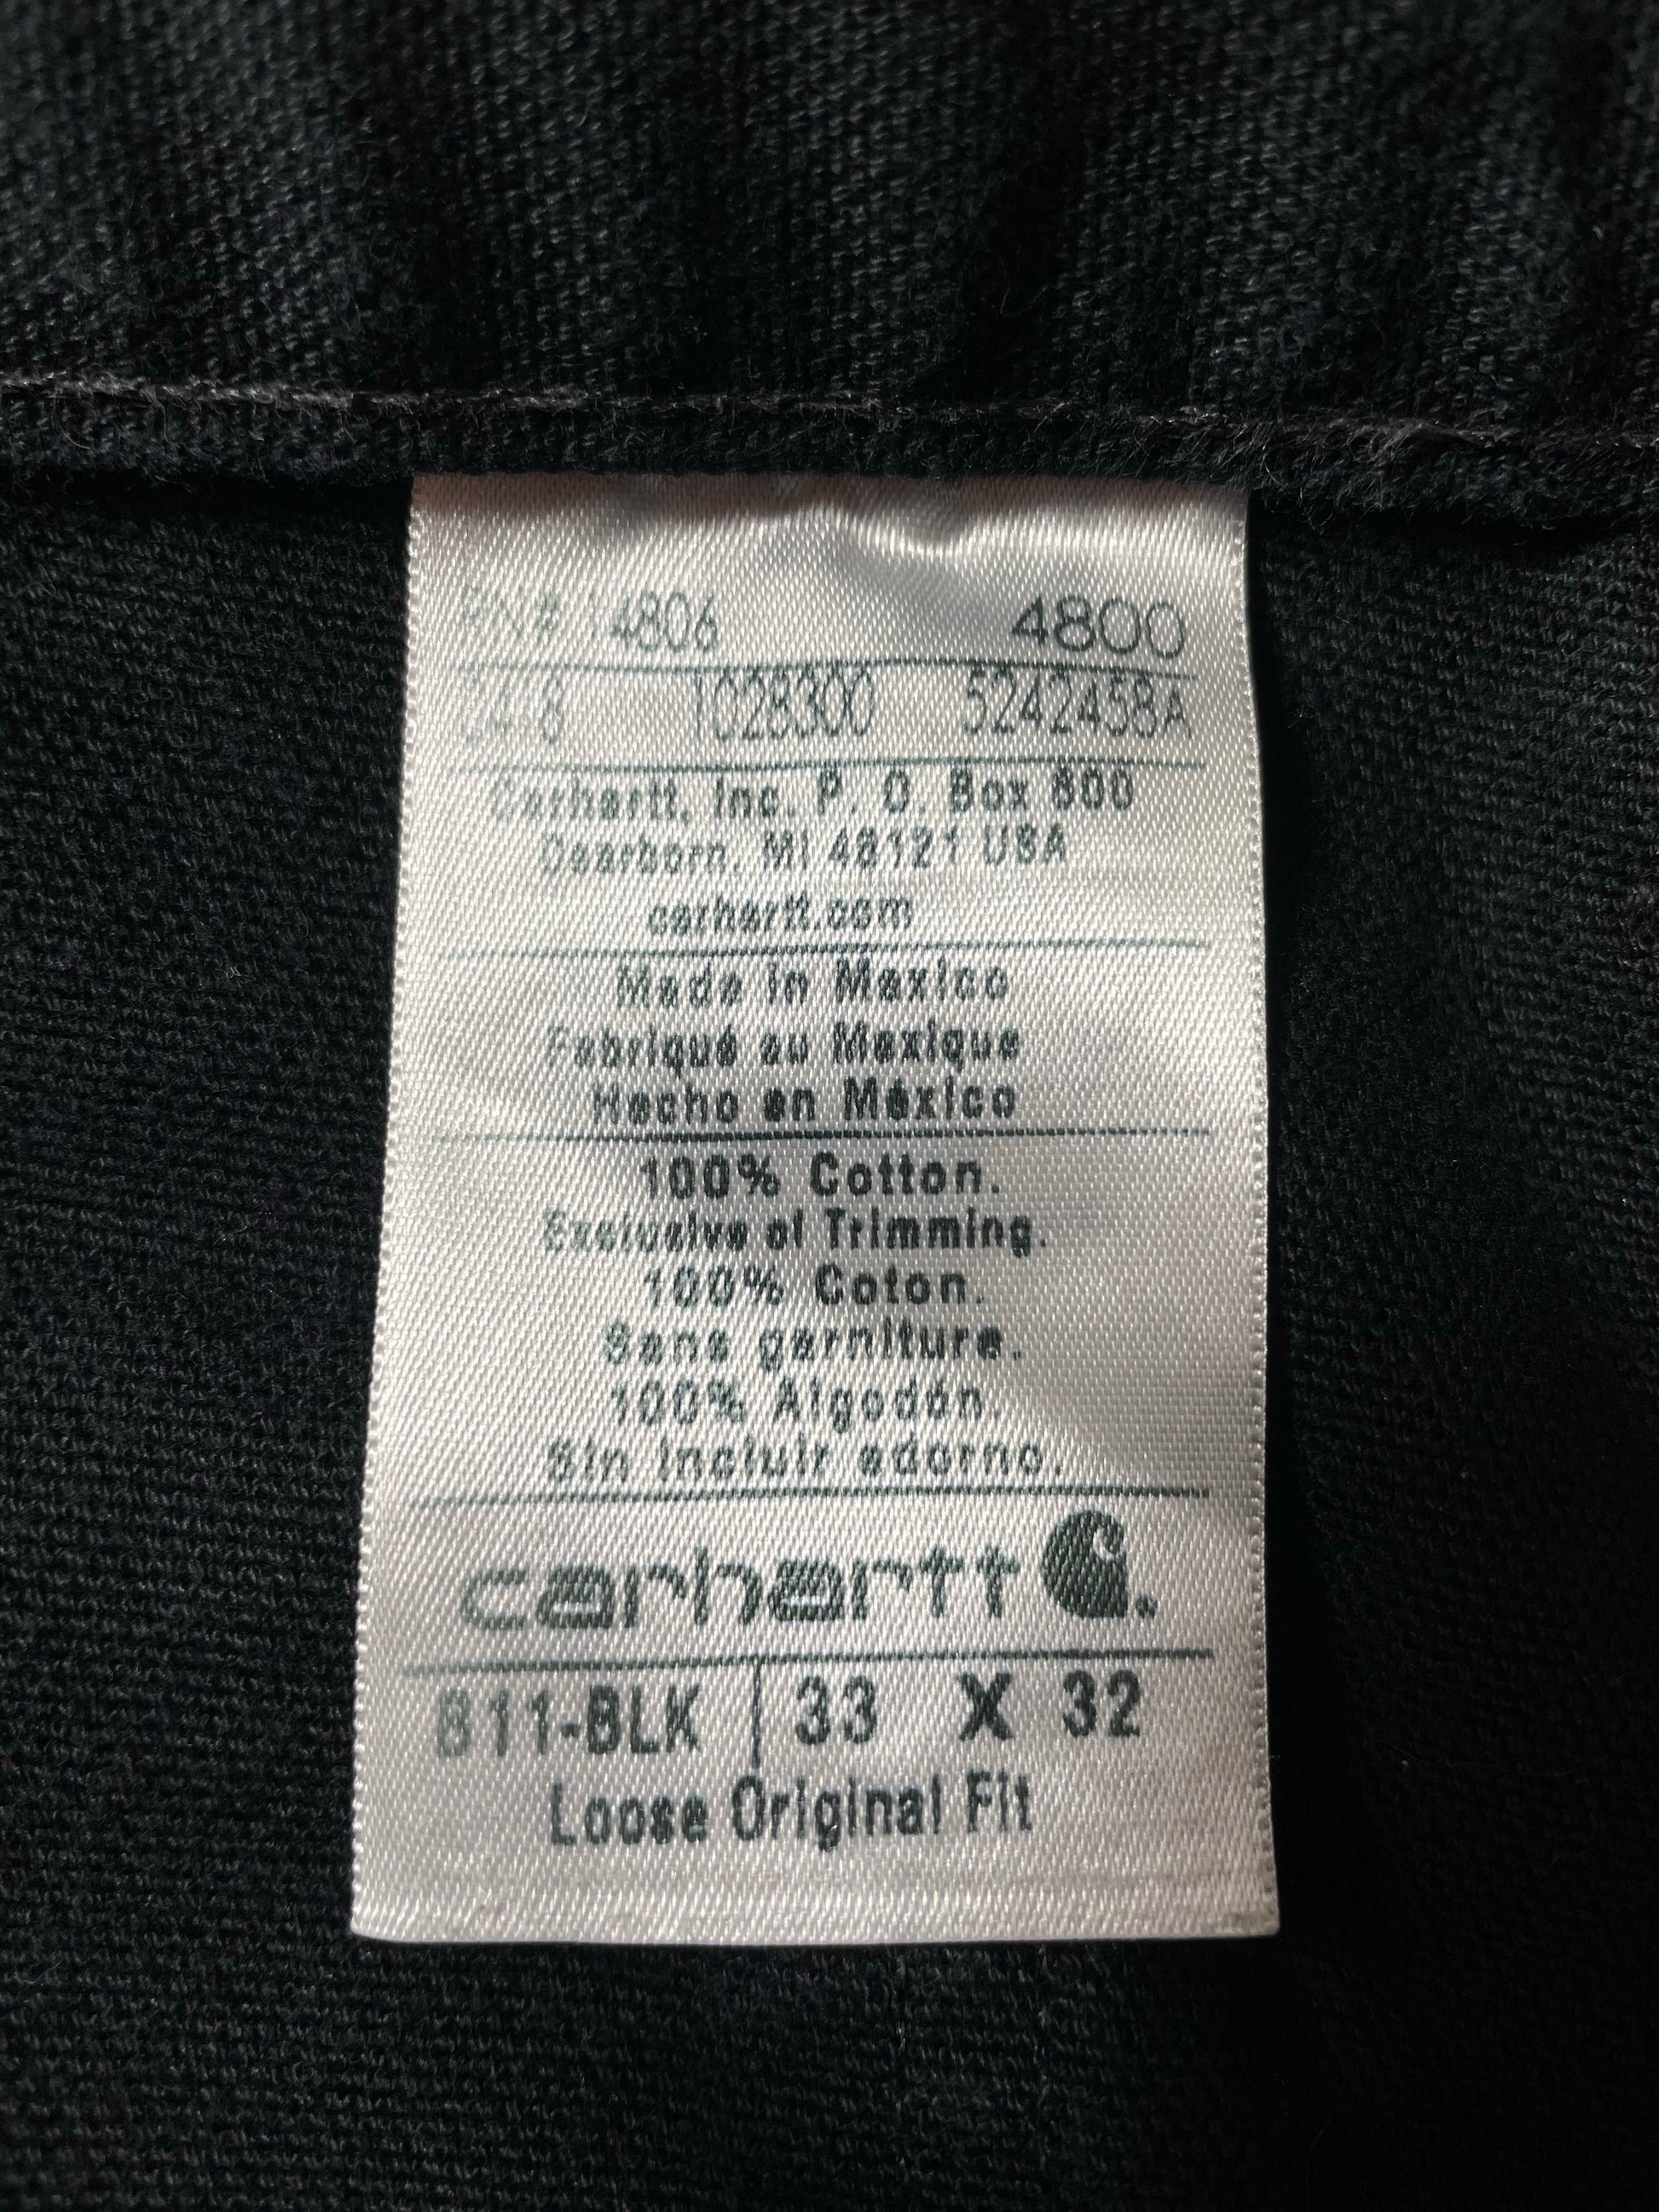 RN# 14806 4800
24.8 1028300 5242458A
Carhartt, Inc. P. O. Box 600
Dearborn, MI 48121 USA
carhartt.com
Made in Mexico
Fabriqué au Mexique
Hecho en México
100% Cotton.
Exclusive of Trimming.
100% Coton.
Sans garniture.
100% Algodón.
Sin incluir adorno.
carhartt
B11-BLK 33 X 32
Loose Original Fit